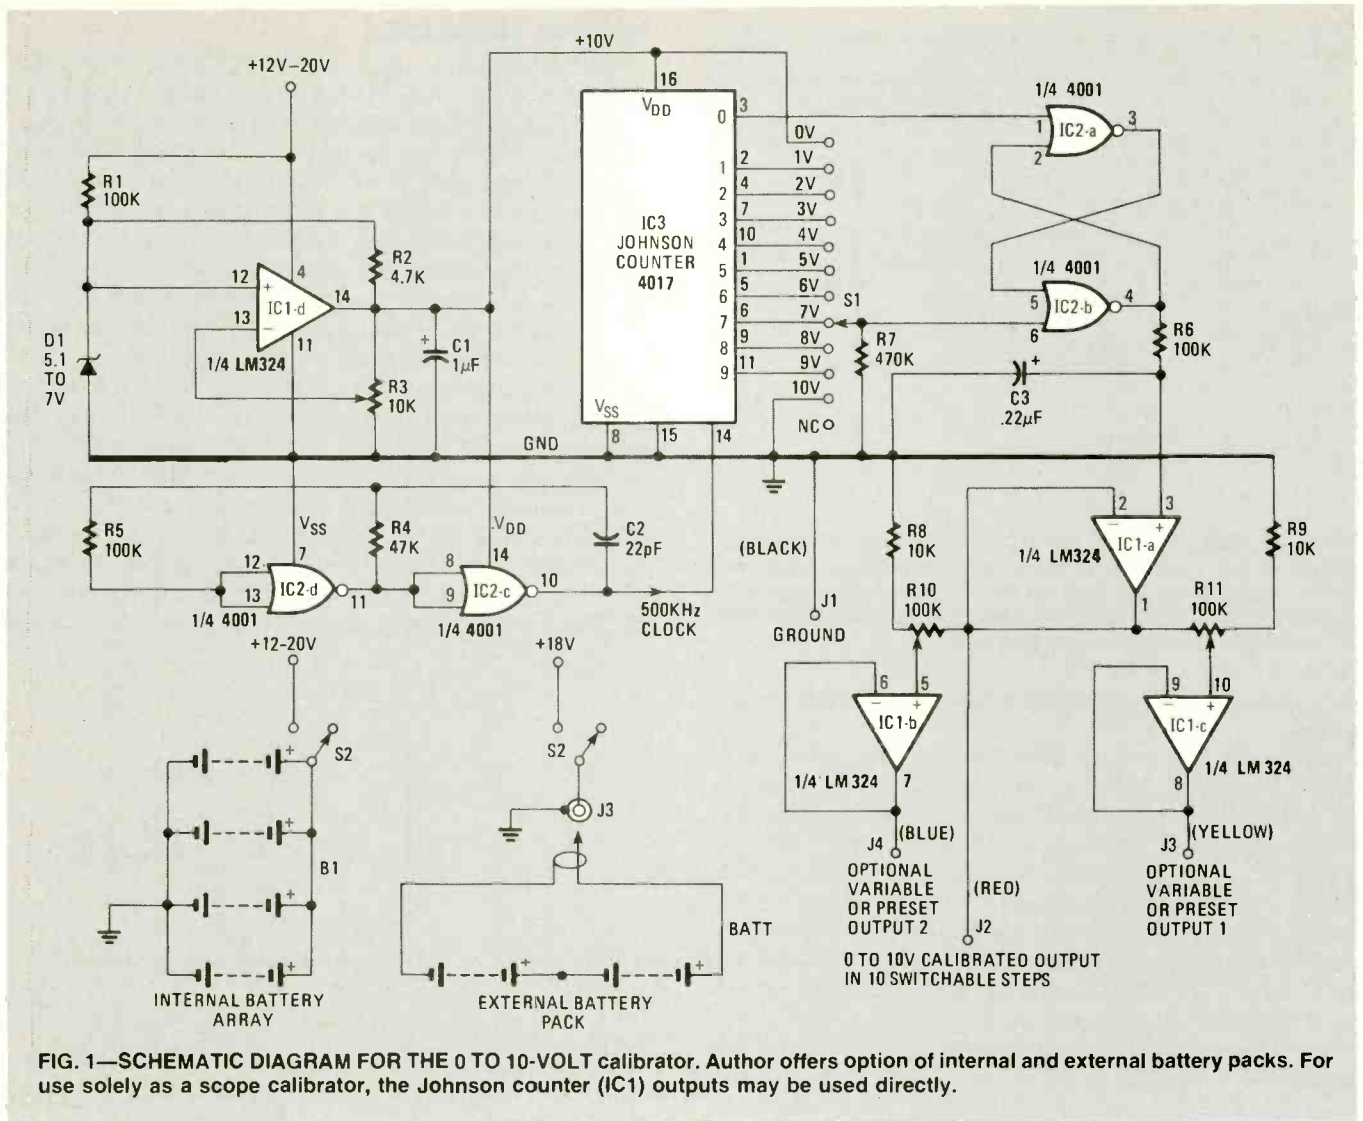 +10V
+12V–20V
16
VDD
0
3
1/4 4001
1
2
IC2-a
3
R1
100K
0V
1
2
1V
2
4
2V
3
7
3V
4
10
4V
5
1
5V
6
5
6V
7
6
7V
S1
8
9
8V
9
11
9V
10V
NC
IC3
JOHNSON
COUNTER
4017
VSS
8
15
14
R2
4.7K
12
+
4
IC1-d
14
13
–
11
1/4 LM324
+
C1
1µF
R3
10K
D1
5.1
TO
7V
1/4 4001
5
6
IC2-b
4
R6
100K
R7
470K
+
C3
.22µF
GND
R5
100K
VSS
7
12
13
IC2-d
11
1/4 4001
R4
47K
VDD
14
8
9
IC2-c
10
1/4 4001
C2
22pF
500KHz
CLOCK
(BLACK)
J1
GROUND
R8
10K
R10
100K
2
3
–
+
IC1-a
1/4 LM324
1
R9
10K
R11
100K
+12-20V
+
S2
+
+
+
B1
INTERNAL BATTERY
ARRAY
+18V
S2
J3
BATT
+
+
EXTERNAL BATTERY
PACK
6
5
–
+
IC1-b
1/4 LM324
7
(BLUE)
J4
OPTIONAL
VARIABLE
OR PRESET
OUTPUT 2
(RED)
J2
0 TO 10V CALIBRATED OUTPUT
IN 10 SWITCHABLE STEPS
9
10
–
+
IC1-c
1/4 LM324
8
(YELLOW)
J3
OPTIONAL
VARIABLE
OR PRESET
OUTPUT 1
FIG. 1—SCHEMATIC DIAGRAM FOR THE 0 TO 10-VOLT calibrator. Author offers option of internal and external battery packs. For
use solely as a scope calibrator, the Johnson counter (IC1) outputs may be used directly.